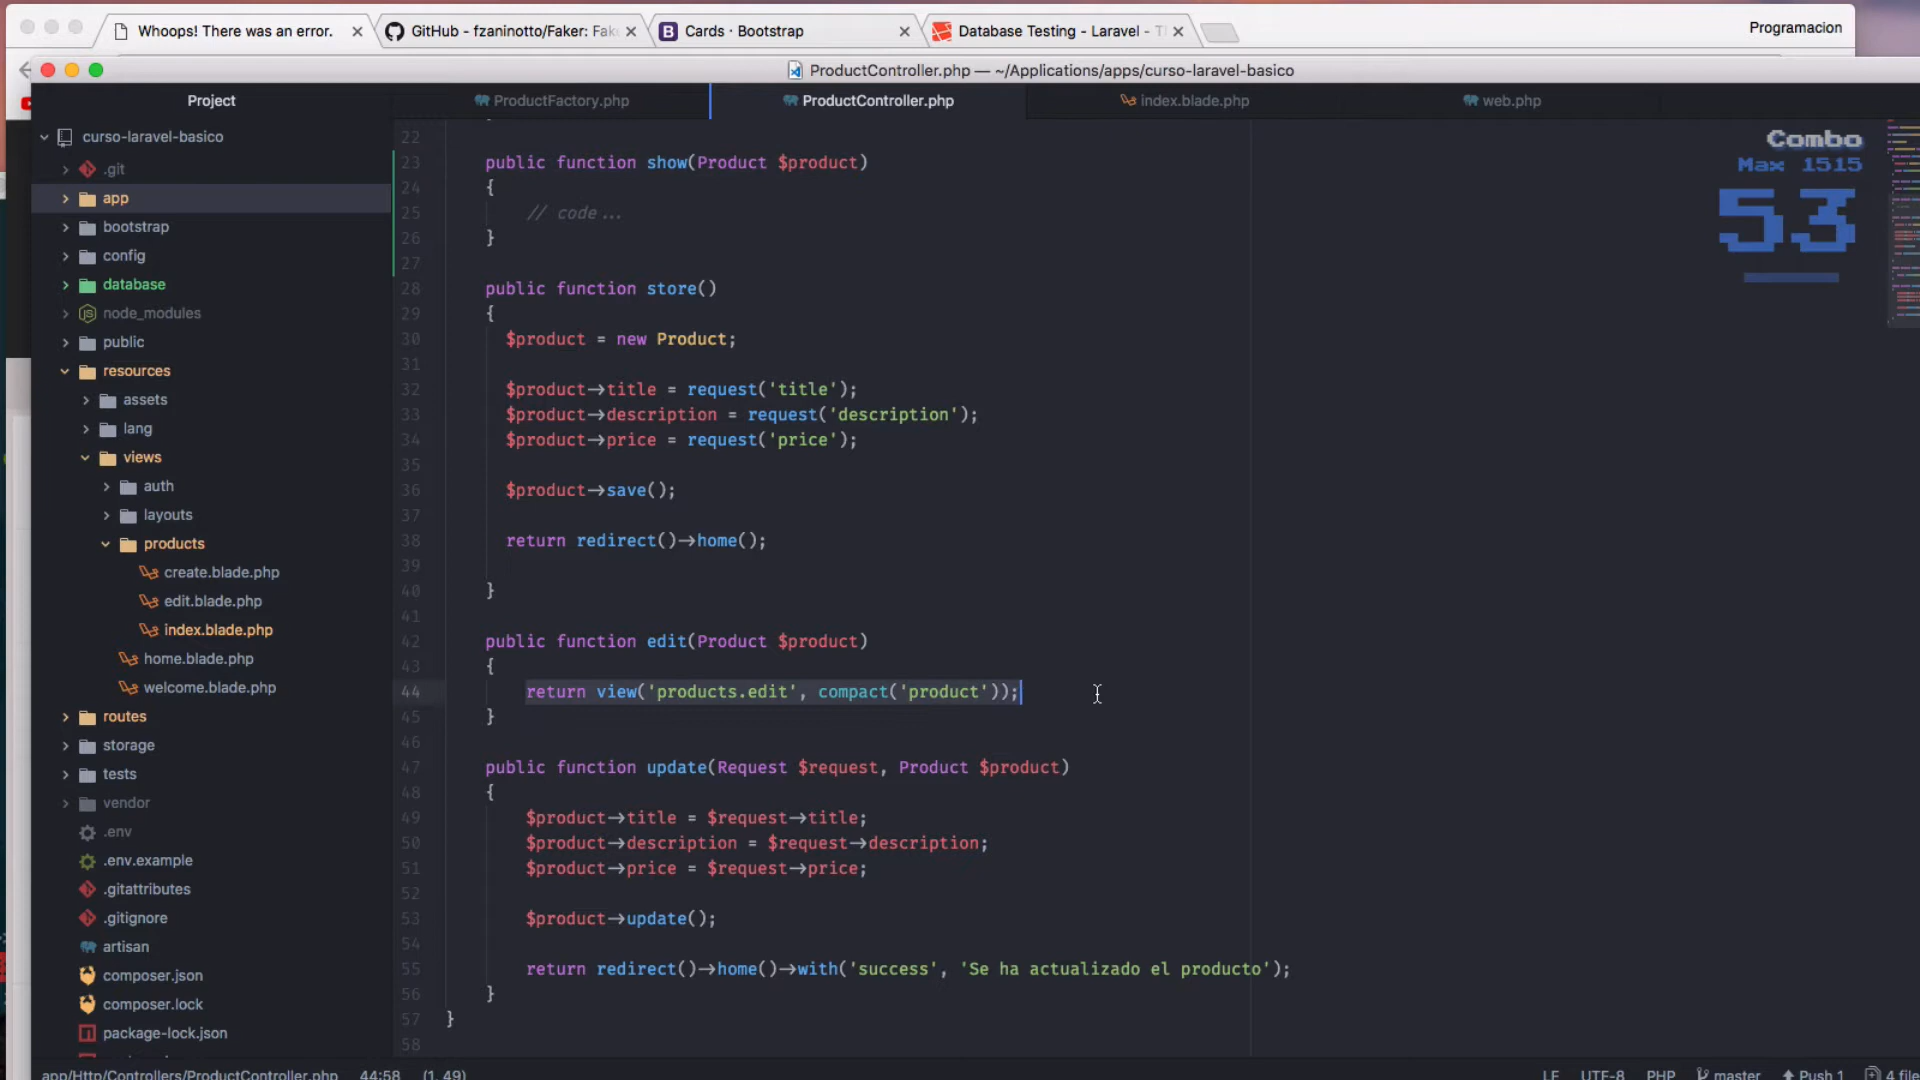 Whoops! There was an error.
GitHub - fzaninotto/Faker: Fak
Cards · Bootstrap
Database Testing - Laravel - T
Programacion
ProductController.php — ~/Applications/apps/curso-laravel-basico
Project
ProductFactory.php
ProductController.php
index.blade.php
web.php
curso-laravel-basico
.git
app
bootstrap
config
database
node_modules
public
resources
assets
lang
views
auth
layouts
products
create.blade.php
edit.blade.php
index.blade.php
home.blade.php
welcome.blade.php
routes
storage
tests
vendor
.env
.env.example
.gitattributes
.gitignore
artisan
composer.json
composer.lock
package-lock.json
22
23 public function show(Product $product)
24 {
25 // code...
26 }
27
28 public function store()
29 {
30 $product = new Product;
31
32 $product->title = request('title');
33 $product->description = request('description');
34 $product->price = request('price');
35
36 $product->save();
37
38 return redirect()->home();
39
40 }
41
42 public function edit(Product $product)
43 {
44 return view('products.edit', compact('product'));
45 }
46
47 public function update(Request $request, Product $product)
48 {
49 $product->title = $request->title;
50 $product->description = $request->description;
51 $product->price = $request->price;
52
53 $product->update();
54
55 return redirect()->home()->with('success', 'Se ha actualizado el producto');
56 }
57 }
58
Combo
Max 1515
53
app/Http/Controllers/ProductController.php 44:58 (1, 49)
LF UTF-8 PHP master Push 1 4 file